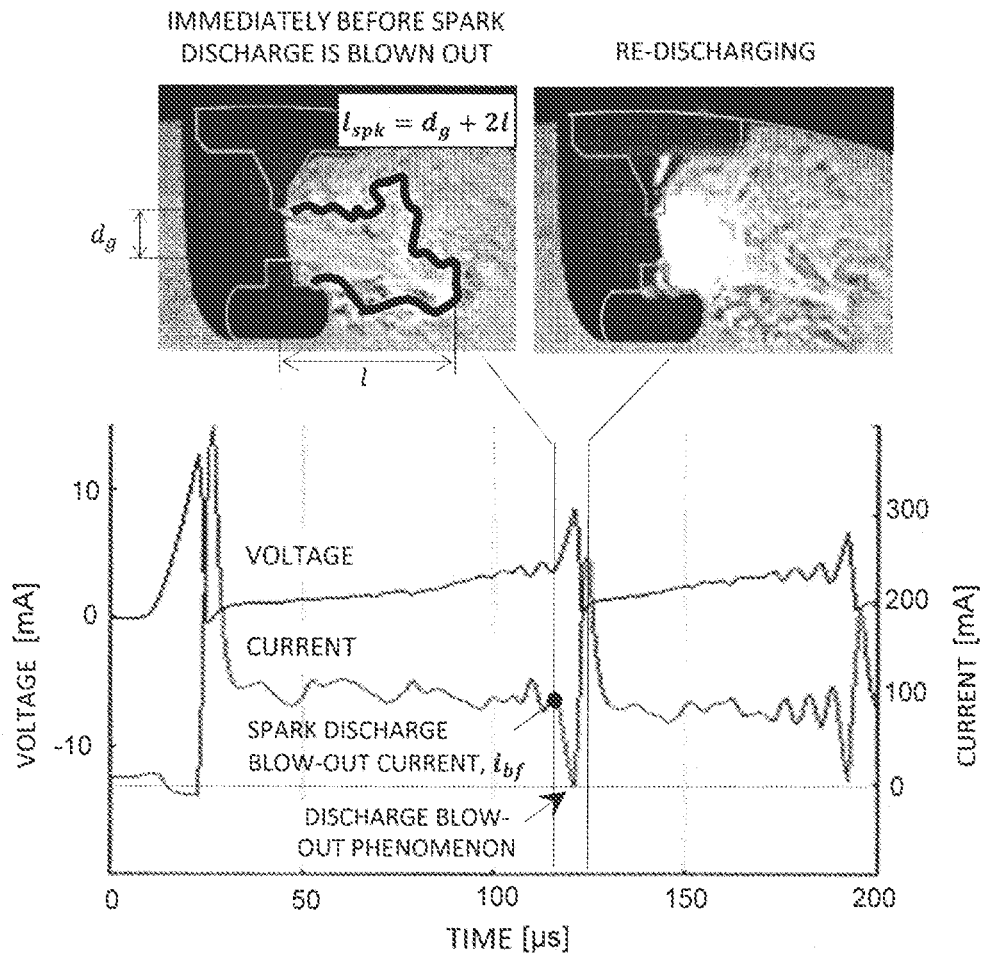 IMMEDIATELY BEFORE SPARK
DISCHARGE IS BLOWN OUT
RE-DISCHARGING
l_spk = d_g + 2l
d_g
l
10
0
-10
VOLTAGE [mA]
VOLTAGE
CURRENT
SPARK DISCHARGE
BLOW-OUT CURRENT, i_bf
DISCHARGE BLOW-
OUT PHENOMENON
300
200
100
0
CURRENT [mA]
0
50
100
150
200
TIME [µs]